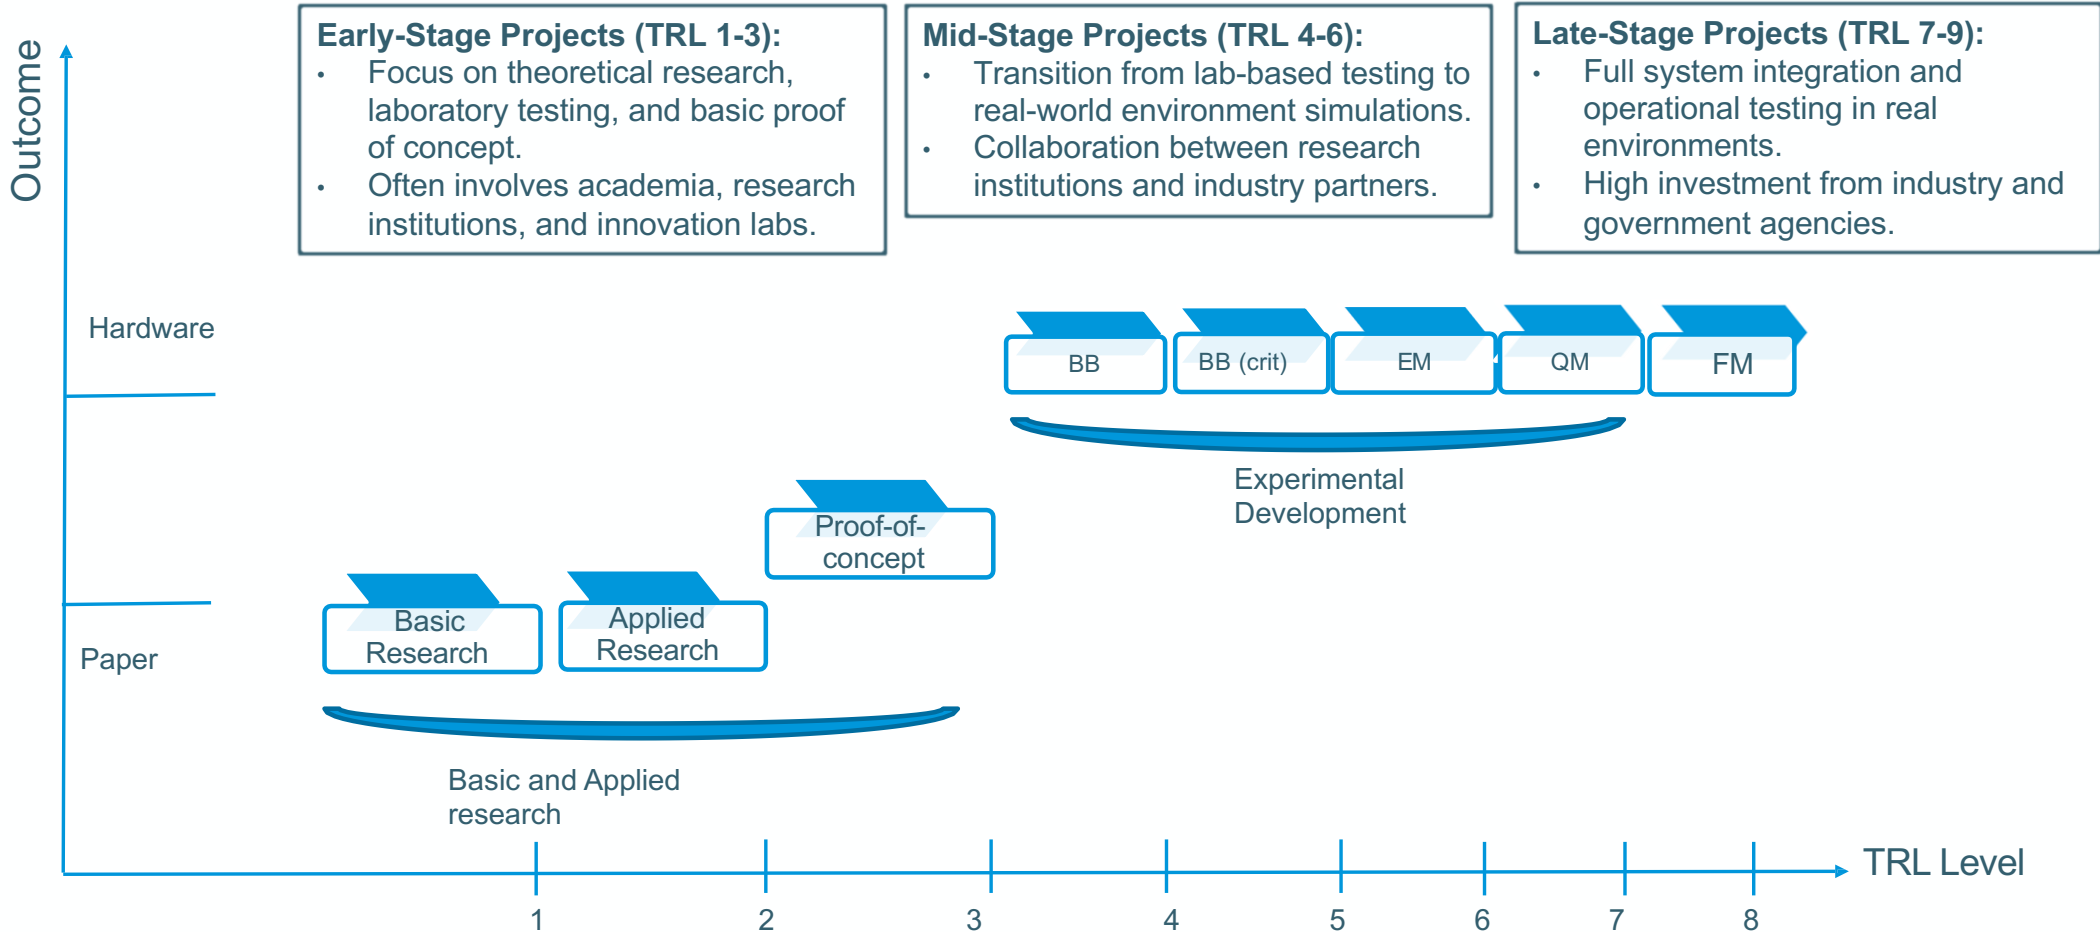 Outcome
Early-Stage Projects (TRL 1-3):
• Focus on theoretical research,
laboratory testing, and basic proof
of concept.
• Often involves academia, research
institutions, and innovation labs.
Mid-Stage Projects (TRL 4-6):
• Transition from lab-based testing to
real-world environment simulations.
• Collaboration between research
institutions and industry partners.
Late-Stage Projects (TRL 7-9):
• Full system integration and
operational testing in real
environments.
• High investment from industry and
government agencies.
Hardware
BB
BB (crit)
EM
QM
FM
Experimental
Development
Proof-of-
concept
Basic
Research
Applied
Research
Paper
Basic and Applied
research
TRL Level
1
2
3
4
5
6
7
8